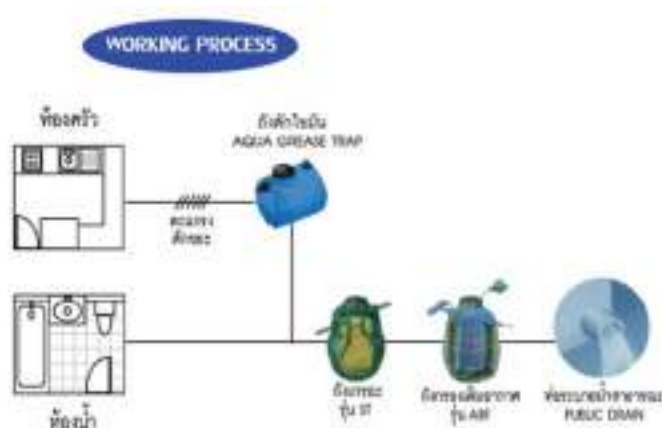 WORKING PROCESS
ห้องครัว
ถังดักไขมัน
AQUA GREASE TRAP
ตะแกรง
ดักขยะ
ห้องน้ำ
ถังเกรอะ
รุ่น ST
ถังกรองเติมอากาศ
รุ่น
ท่อระบายน้ำสาธารณะ
PUBLIC DRAIN